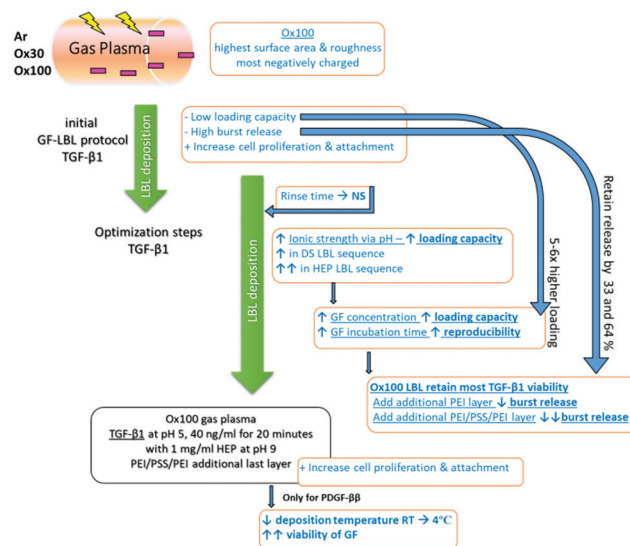 Ar
Ox30
Ox100
Gas Plasma
Ox100
highest surface area & roughness
most negatively charged
initial
GF-LBL protocol
TGF-β1
LBL deposition
- Low loading capacity
- High burst release
+ Increase cell proliferation & attachment
Rinse time → NS
Optimization steps
TGF-β1
LBL deposition
↑ Ionic strength via pH – ↑ loading capacity
↑ in DS LBL sequence
↑↑ in HEP LBL sequence
5-6x higher loading
Retain release by 33 and 64 %
↑ GF concentration ↑ loading capacity
↑ GF incubation time ↑ reproducibility
Ox100 LBL retain most TGF-β1 viability
Add additional PEI layer ↓ burst release
Add additional PEI/PSS/PEI layer ↓↓burst release
Ox100 gas plasma
TGF-β1 at pH 5, 40 ng/ml for 20 minutes
with 1 mg/ml HEP at pH 9
PEI/PSS/PEI additional last layer
+ Increase cell proliferation & attachment
Only for PDGF-ββ
↓ deposition temperature RT → 4°C
↑↑ viability of GF